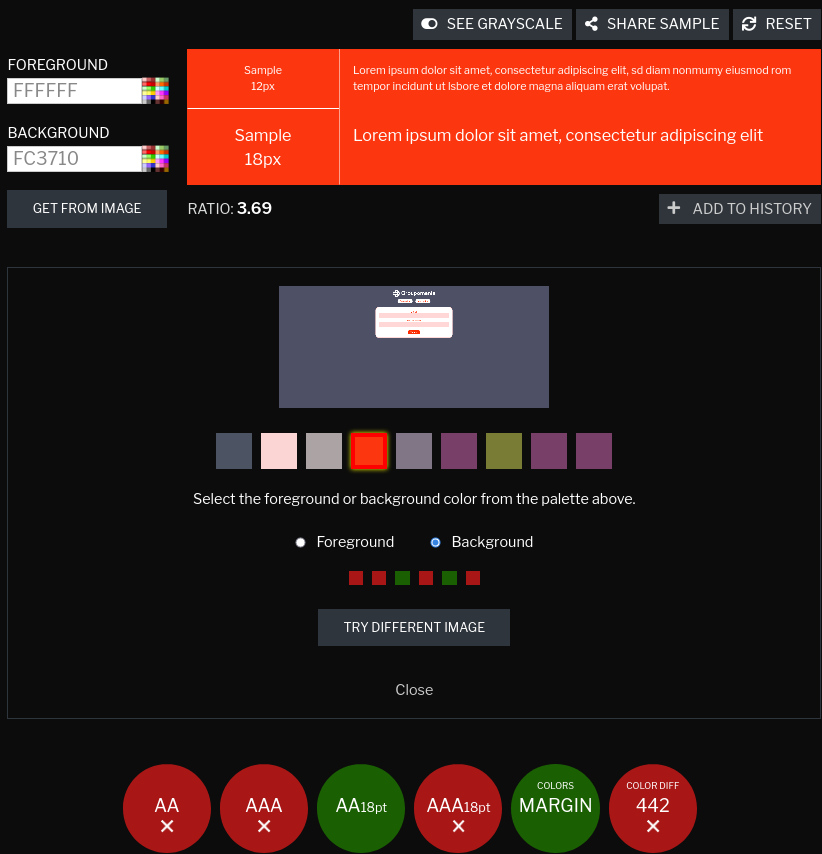 SEE GRAYSCALE
SHARE SAMPLE
RESET
FOREGROUND
FFFFFF
BACKGROUND
FC3710
GET FROM IMAGE
Sample
12px
Lorem ipsum dolor sit amet, consectetur adipiscing elit, sd diam nonmumy eiusmod rom
tempor incidunt ut lsbore et dolore magna aliquam erat volupat.
Sample
18px
Lorem ipsum dolor sit amet, consectetur adipiscing elit
RATIO: 3.69
ADD TO HISTORY
Groupomania
Select the foreground or background color from the palette above.
Foreground
Background
TRY DIFFERENT IMAGE
Close
AA
AAA
AA18pt
AAA18pt
COLORS
MARGIN
COLOR DIFF
442